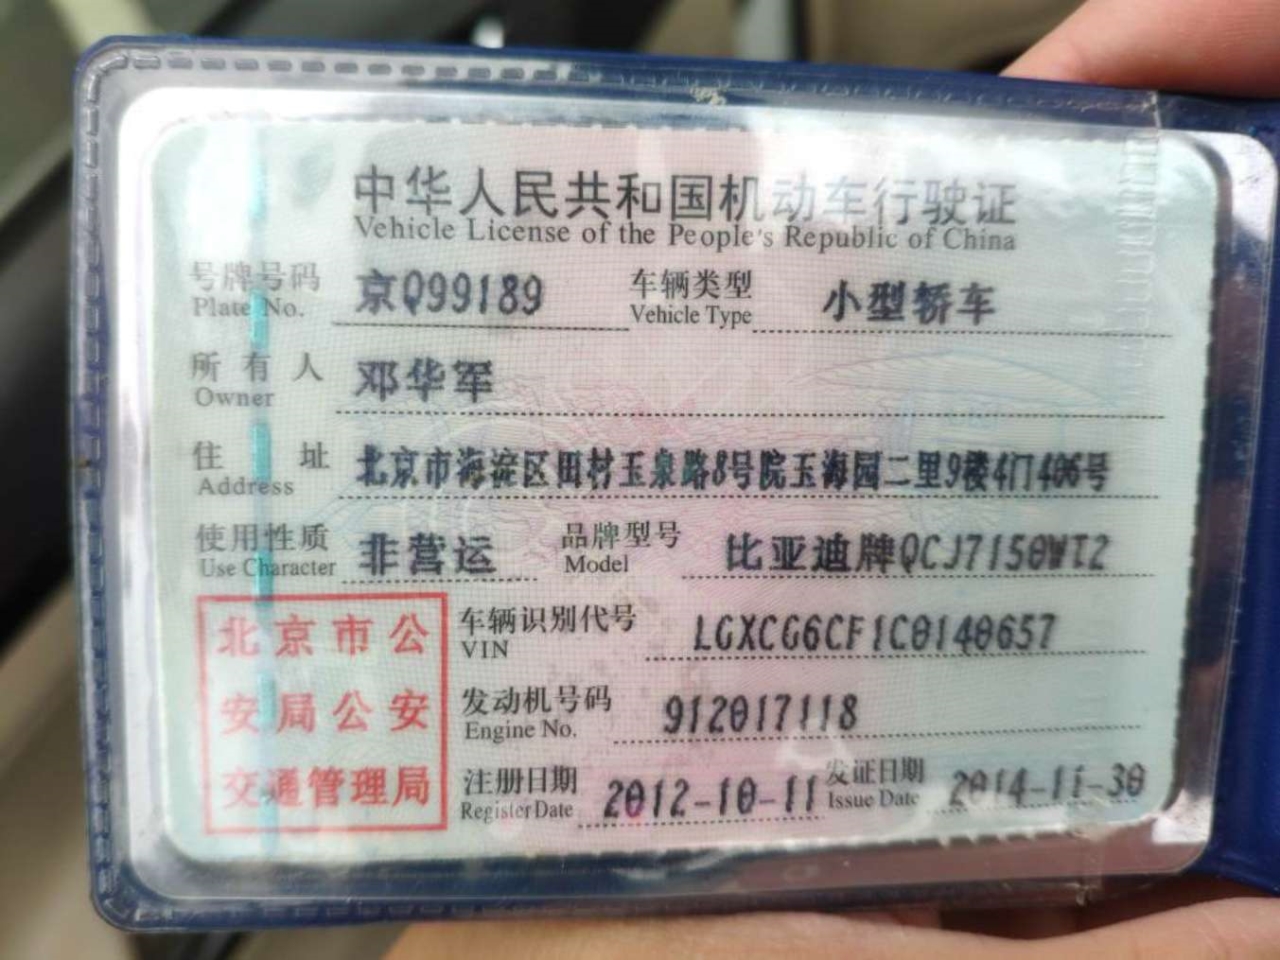 中华人民共和国机动车行驶证
Vehicle License of the People's Republic of China
号牌号码 京Q99189 车辆类型 小型轿车
Plate No. Vehicle Type
所有人 邓华军
Owner
住址 北京市海淀区田村玉泉路8号院玉海园二里9楼4门406号
Address
使用性质 非营运 品牌型号 比亚迪牌QCJ7150WT2
Use Character Model
北京市公
安局公安
交通管理局
车辆识别代号 LGXCG6CF1C0140657
VIN
发动机号码 912017118
Engine No.
注册日期 2012-10-11 发证日期 2014-11-30
Register Date Issue Date